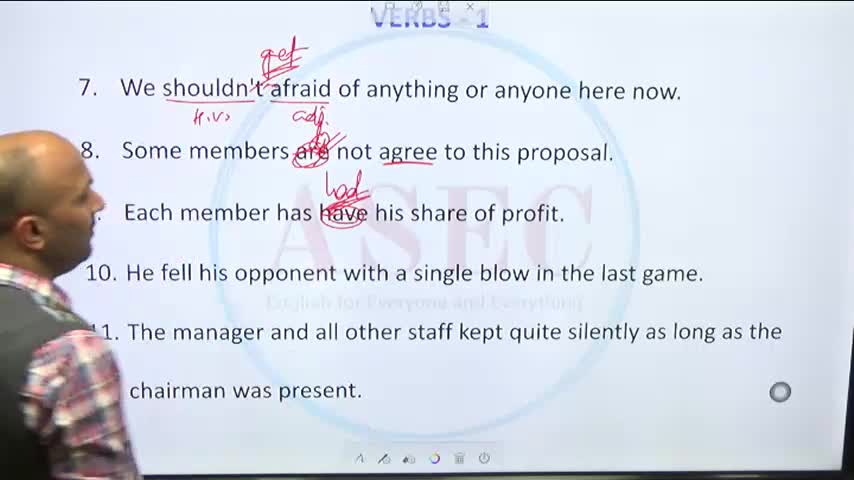 VERBS - 1
get
7. We shouldn't afraid of anything or anyone here now.
H.V. adj.
8. Some members are not agree to this proposal.
had
. Each member has have his share of profit.
ASEC
10. He fell his opponent with a single blow in the last game.
English for Everyone and Everything
11. The manager and all other staff kept quite silently as long as the
chairman was present.